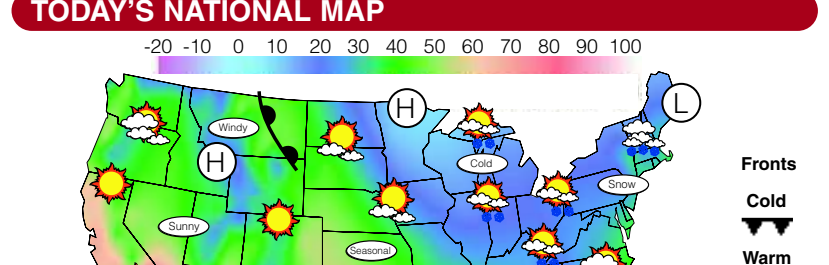 TODAY'S NATIONAL MAP
-20 -10 0 10 20 30 40 50 60 70 80 90 100
H
L
Windy
H
Cold
Fronts
Snow
Cold
Sunny
Seasonal
Warm